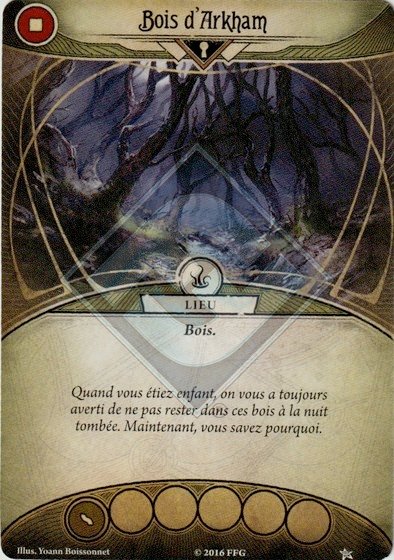 Bois d'Arkham
LIEU
Bois.
Quand vous étiez enfant, on vous a toujours
averti de ne pas rester dans ces bois à la nuit
tombée. Maintenant, vous savez pourquoi.
Illus. Yoann Boissonnet
© 2016 FFG